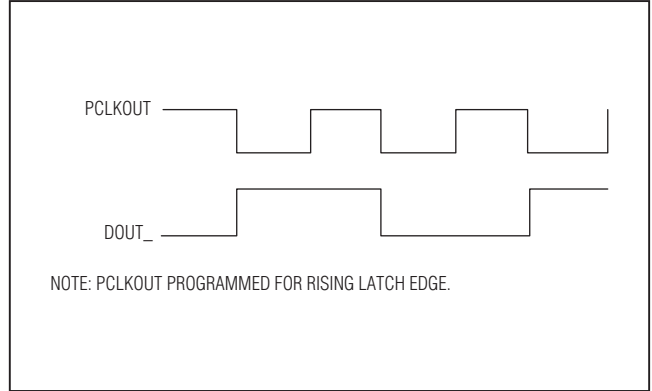 PCLKOUT
DOUT_
NOTE: PCLKOUT PROGRAMMED FOR RISING LATCH EDGE.